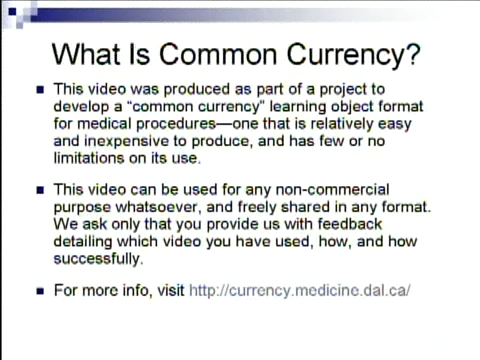 What Is Common Currency?
This video was produced as part of a project to
develop a “common currency” learning object format
for medical procedures—one that is relatively easy
and inexpensive to produce, and has few or no
limitations on its use.
This video can be used for any non-commercial
purpose whatsoever, and freely shared in any format.
We ask only that you provide us with feedback
detailing which video you have used, how, and how
successfully.
For more info, visit http://currency.medicine.dal.ca/